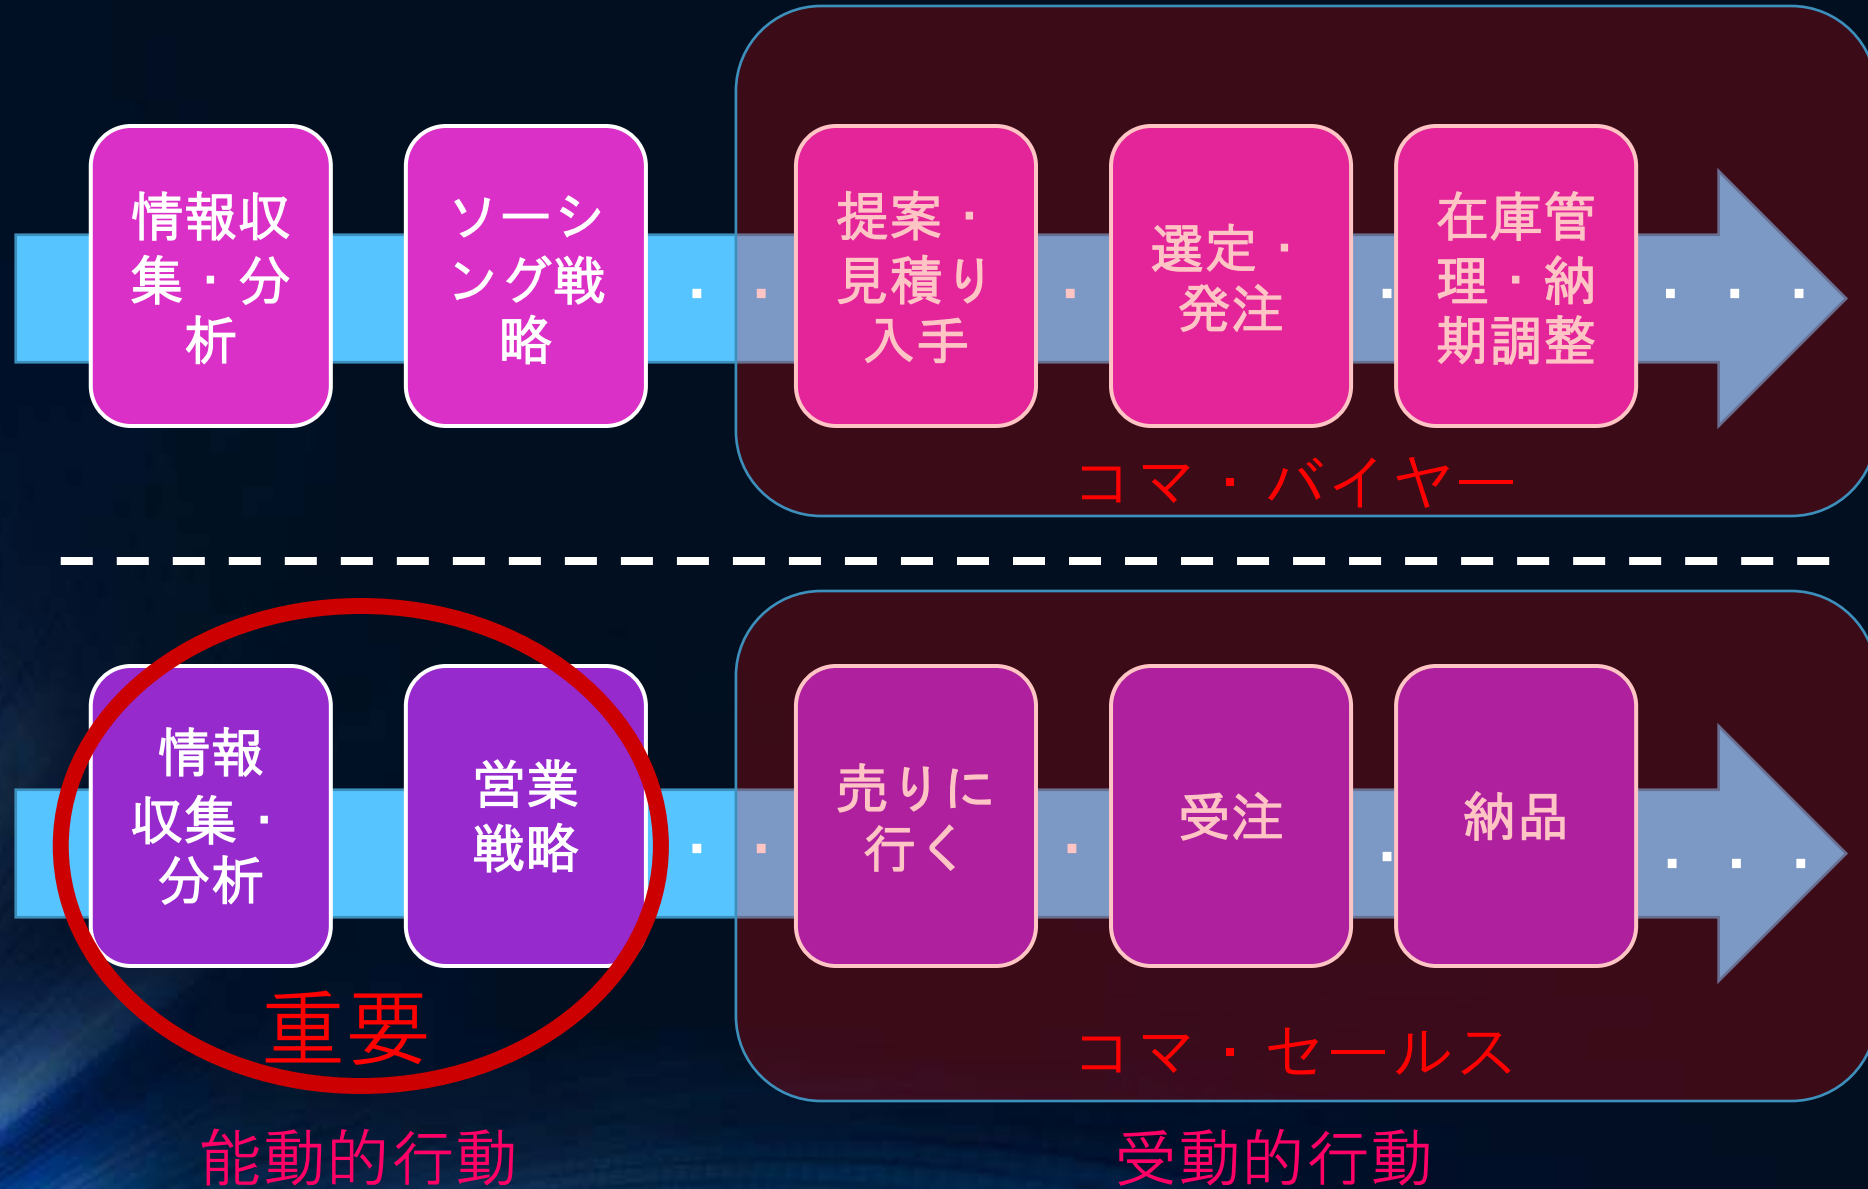 情報収
集・分
析
ソーシ
ング戦
略
・・
提案・
見積り
入手
・
選定・
発注
・
在庫管
理・納
期調整
・・・
コマ・バイヤー
情報
収集・
分析
営業
戦略
・・
売りに
行く
・
受注
・
納品
・・・
重要
コマ・セールス
能動的行動
受動的行動